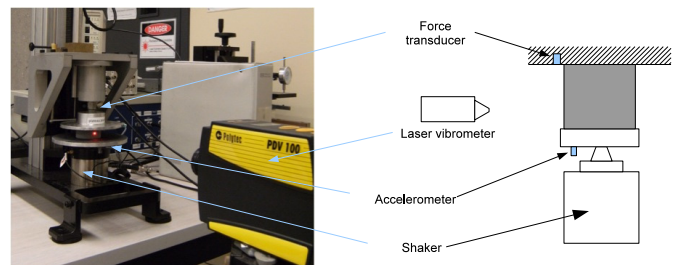 DANGER
Polytec
PDV 100
Force
transducer
Laser vibrometer
Accelerometer
Shaker